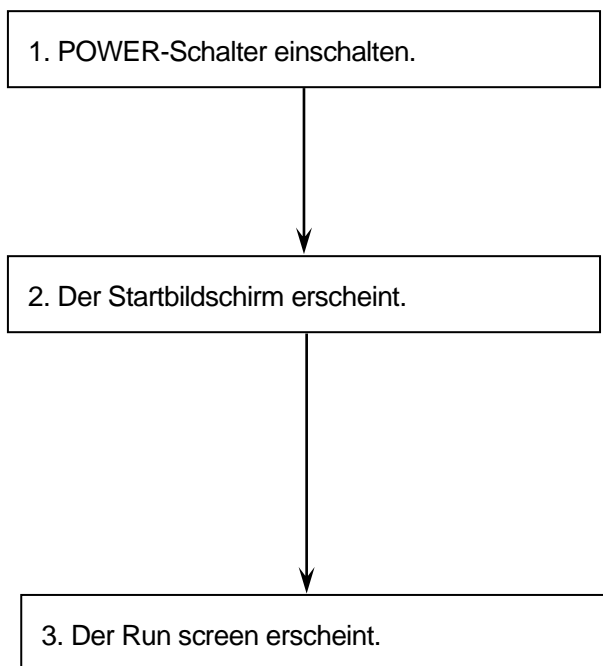 1. POWER-Schalter einschalten.
2. Der Startbildschirm erscheint.
3. Der Run screen erscheint.